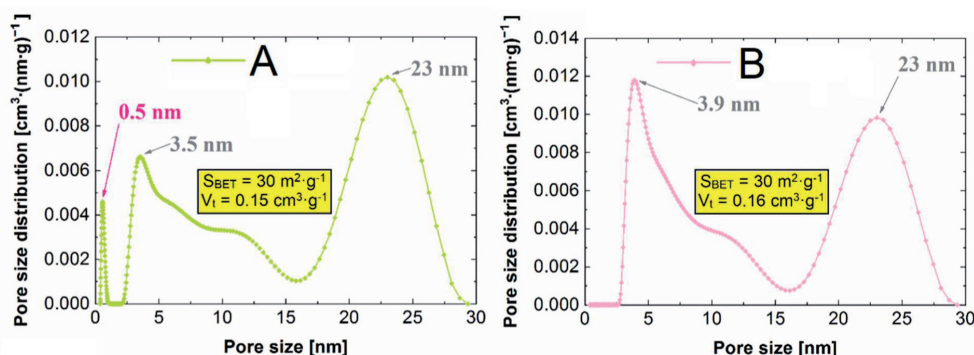 A
Pore size distribution [cm³·(nm·g)⁻¹]
0.012
0.010
0.008
0.006
0.004
0.002
0.000
0.5 nm
3.5 nm
23 nm
S_BET = 30 m²·g⁻¹
V_t = 0.15 cm³·g⁻¹
0 5 10 15 20 25 30
Pore size [nm]
B
Pore size distribution [cm³·(nm·g)⁻¹]
0.014
0.012
0.010
0.008
0.006
0.004
0.002
0.000
3.9 nm
23 nm
S_BET = 30 m²·g⁻¹
V_t = 0.16 cm³·g⁻¹
0 5 10 15 20 25 30
Pore size [nm]